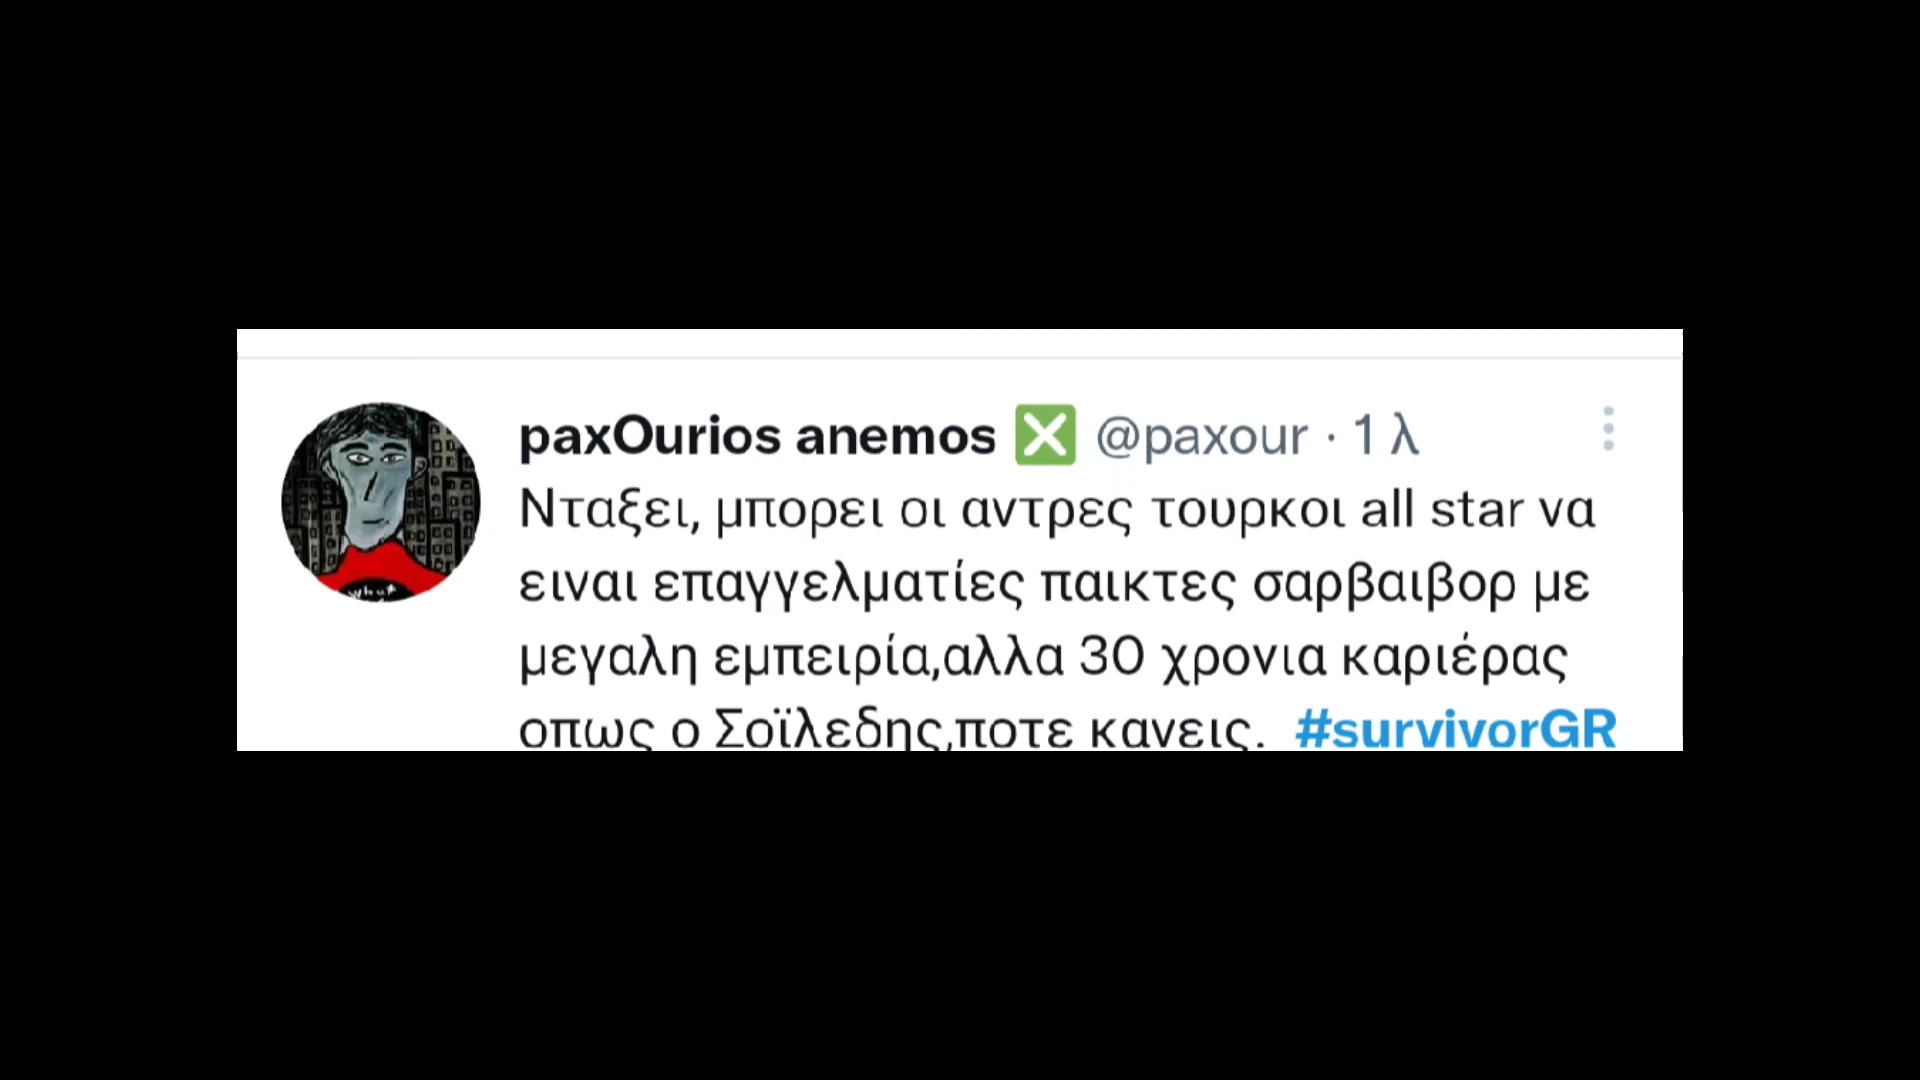 paxOurios anemos ❎ @paxour · 1 λ
Νταξει, μπορει οι αντρες τουρκοι all star να
ειναι επαγγελματίες παικτες σαρβαιβορ με
μεγαλη εμπειρία,αλλα 30 χρονια καριέρας
οπως ο Σοϊλεδης,ποτε κανεις. #survivorGR
what